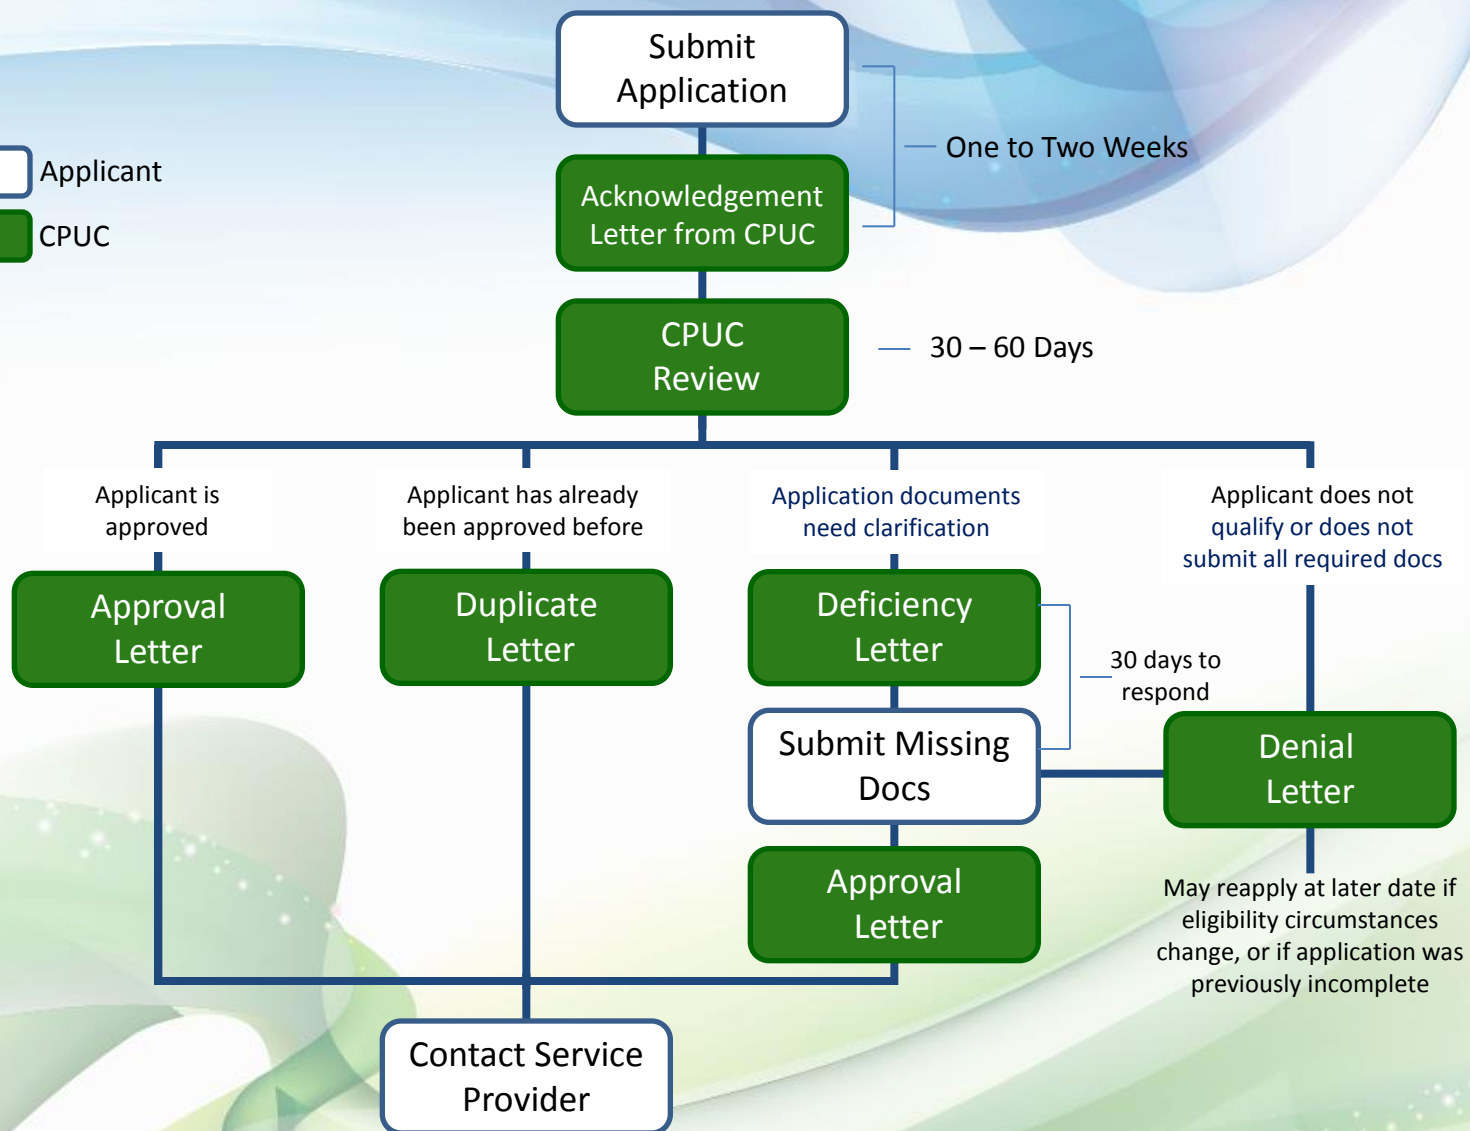 Submit
Application
One to Two Weeks
Applicant
Acknowledgement
Letter from CPUC
CPUC
CPUC
Review
30 – 60 Days
Applicant is
approved
Applicant has already
been approved before
Application documents
need clarification
Applicant does not
qualify or does not
submit all required docs
Approval
Letter
Duplicate
Letter
Deficiency
Letter
30 days to
respond
Submit Missing
Docs
Denial
Letter
Approval
Letter
May reapply at later date if
eligibility circumstances
change, or if application was
previously incomplete
Contact Service
Provider